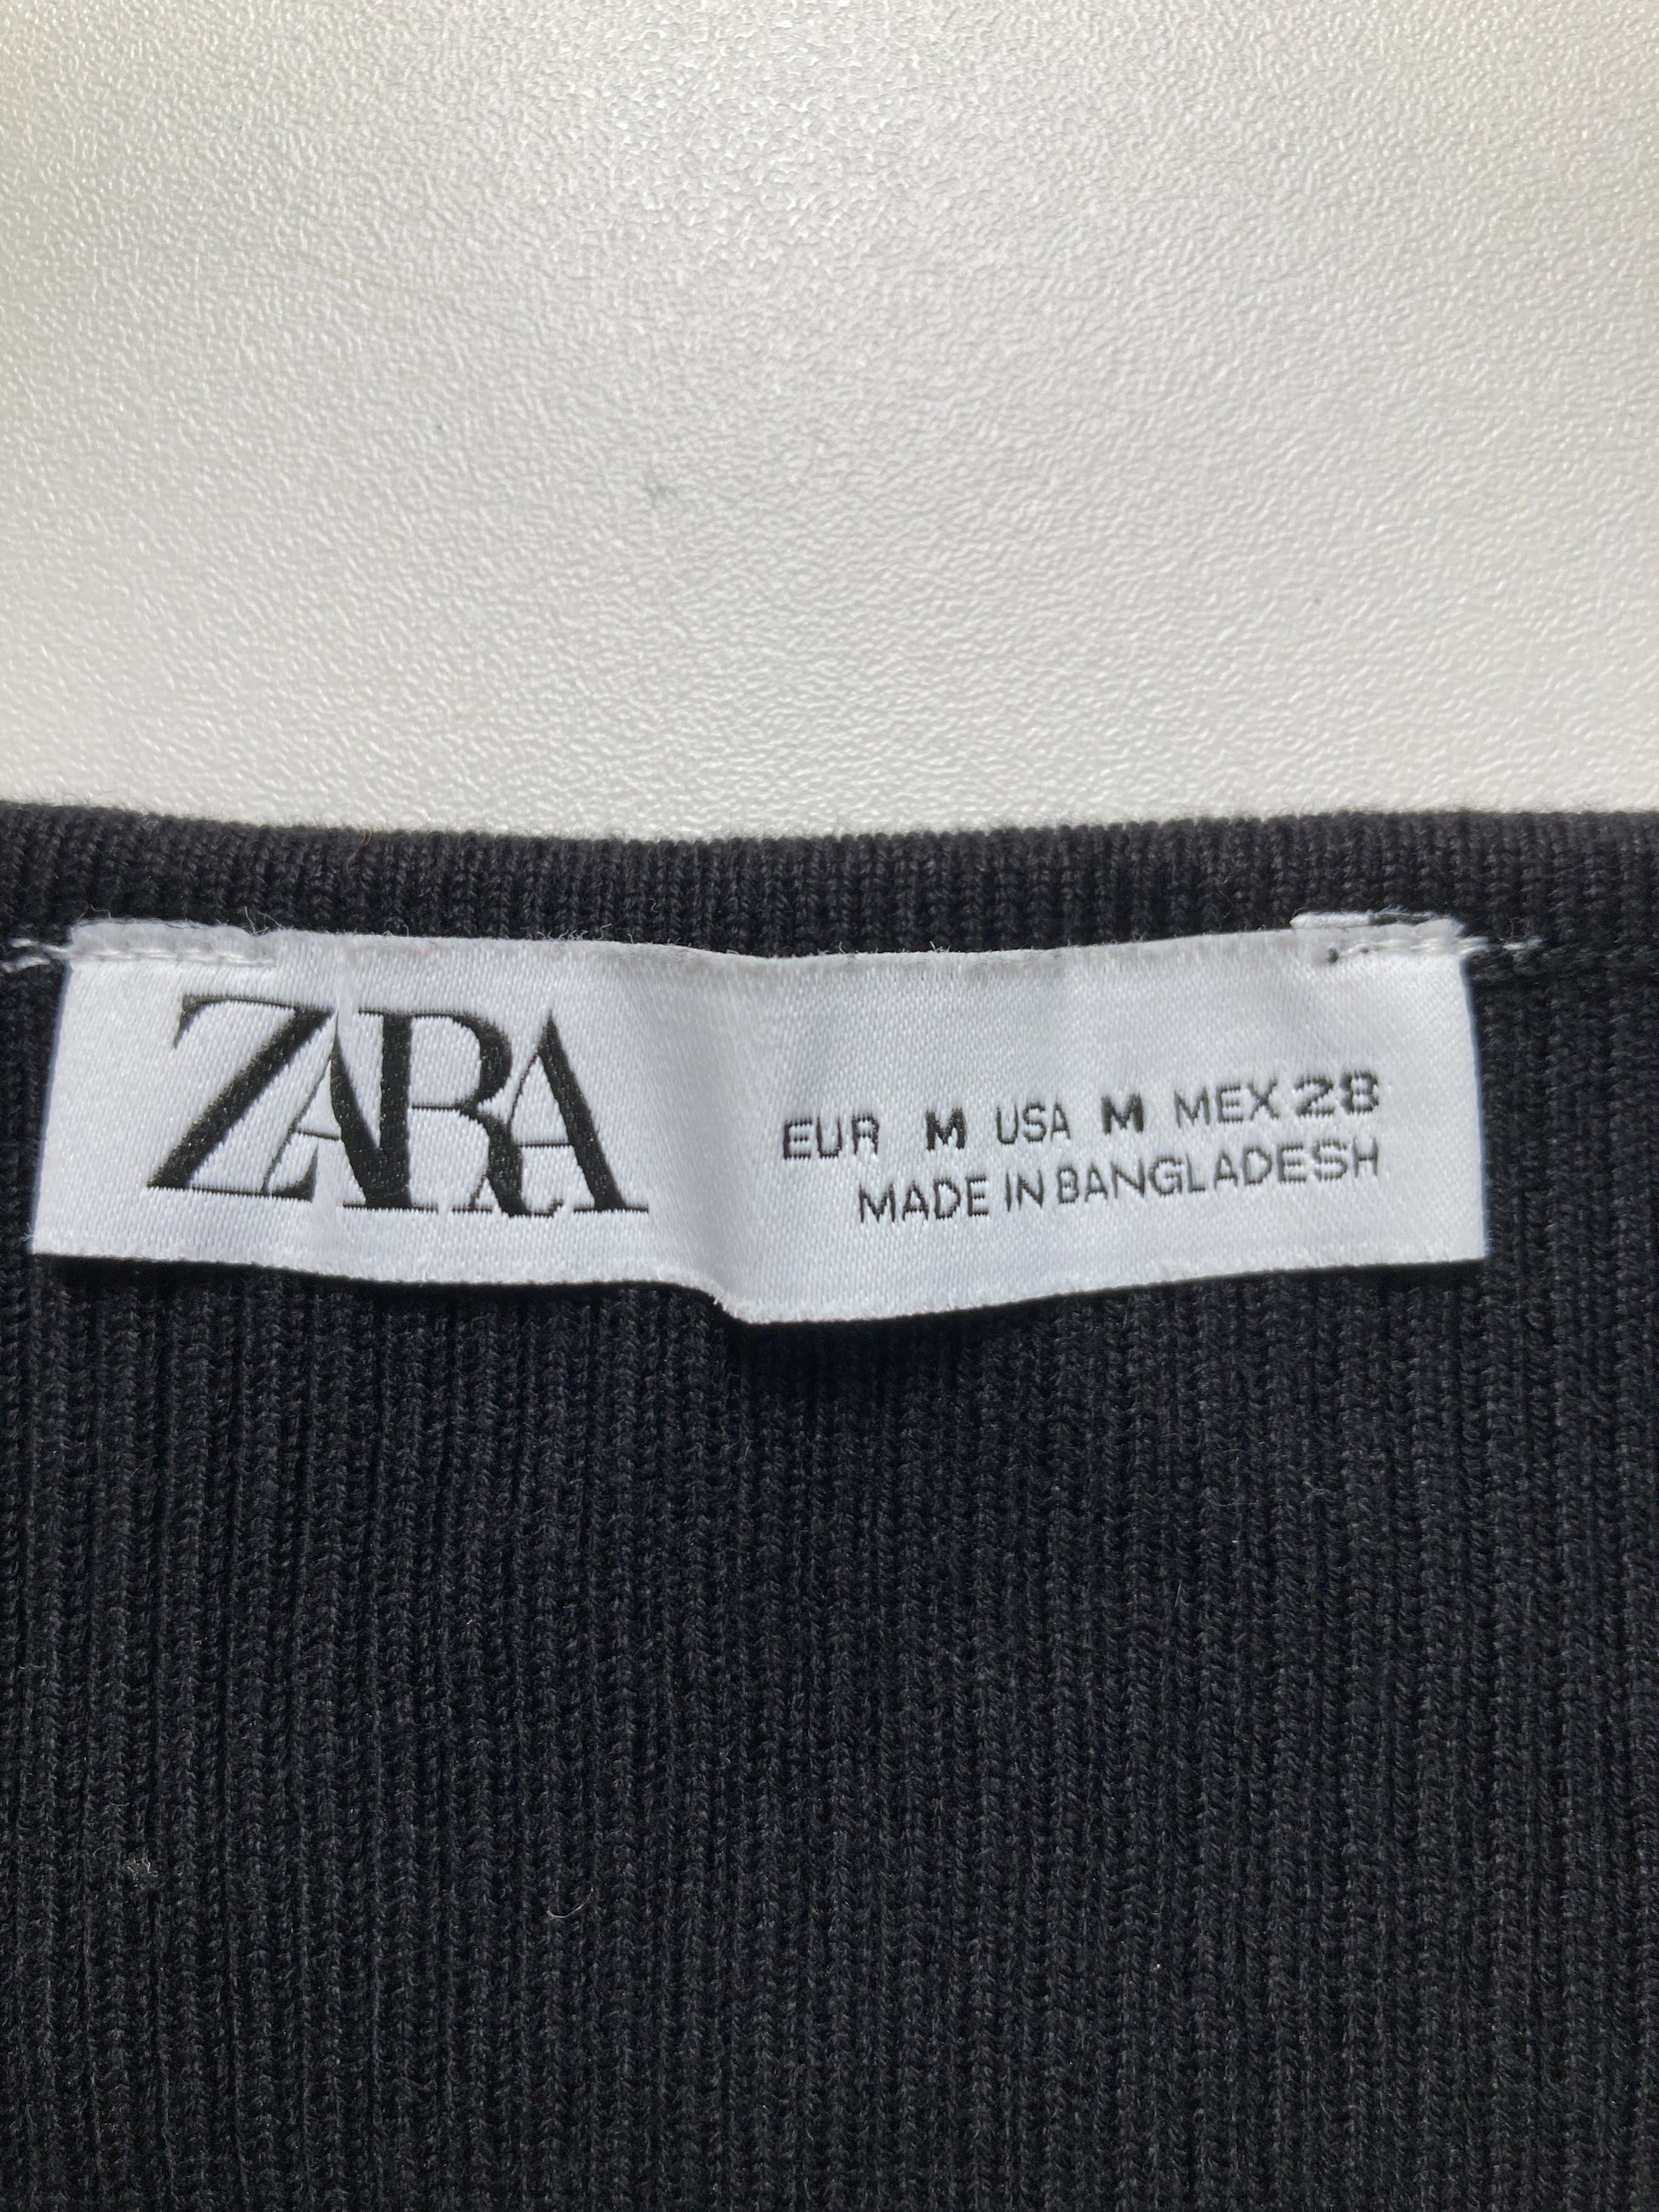 ZARA
EUR M USA M MEX 28
MADE IN BANGLADESH